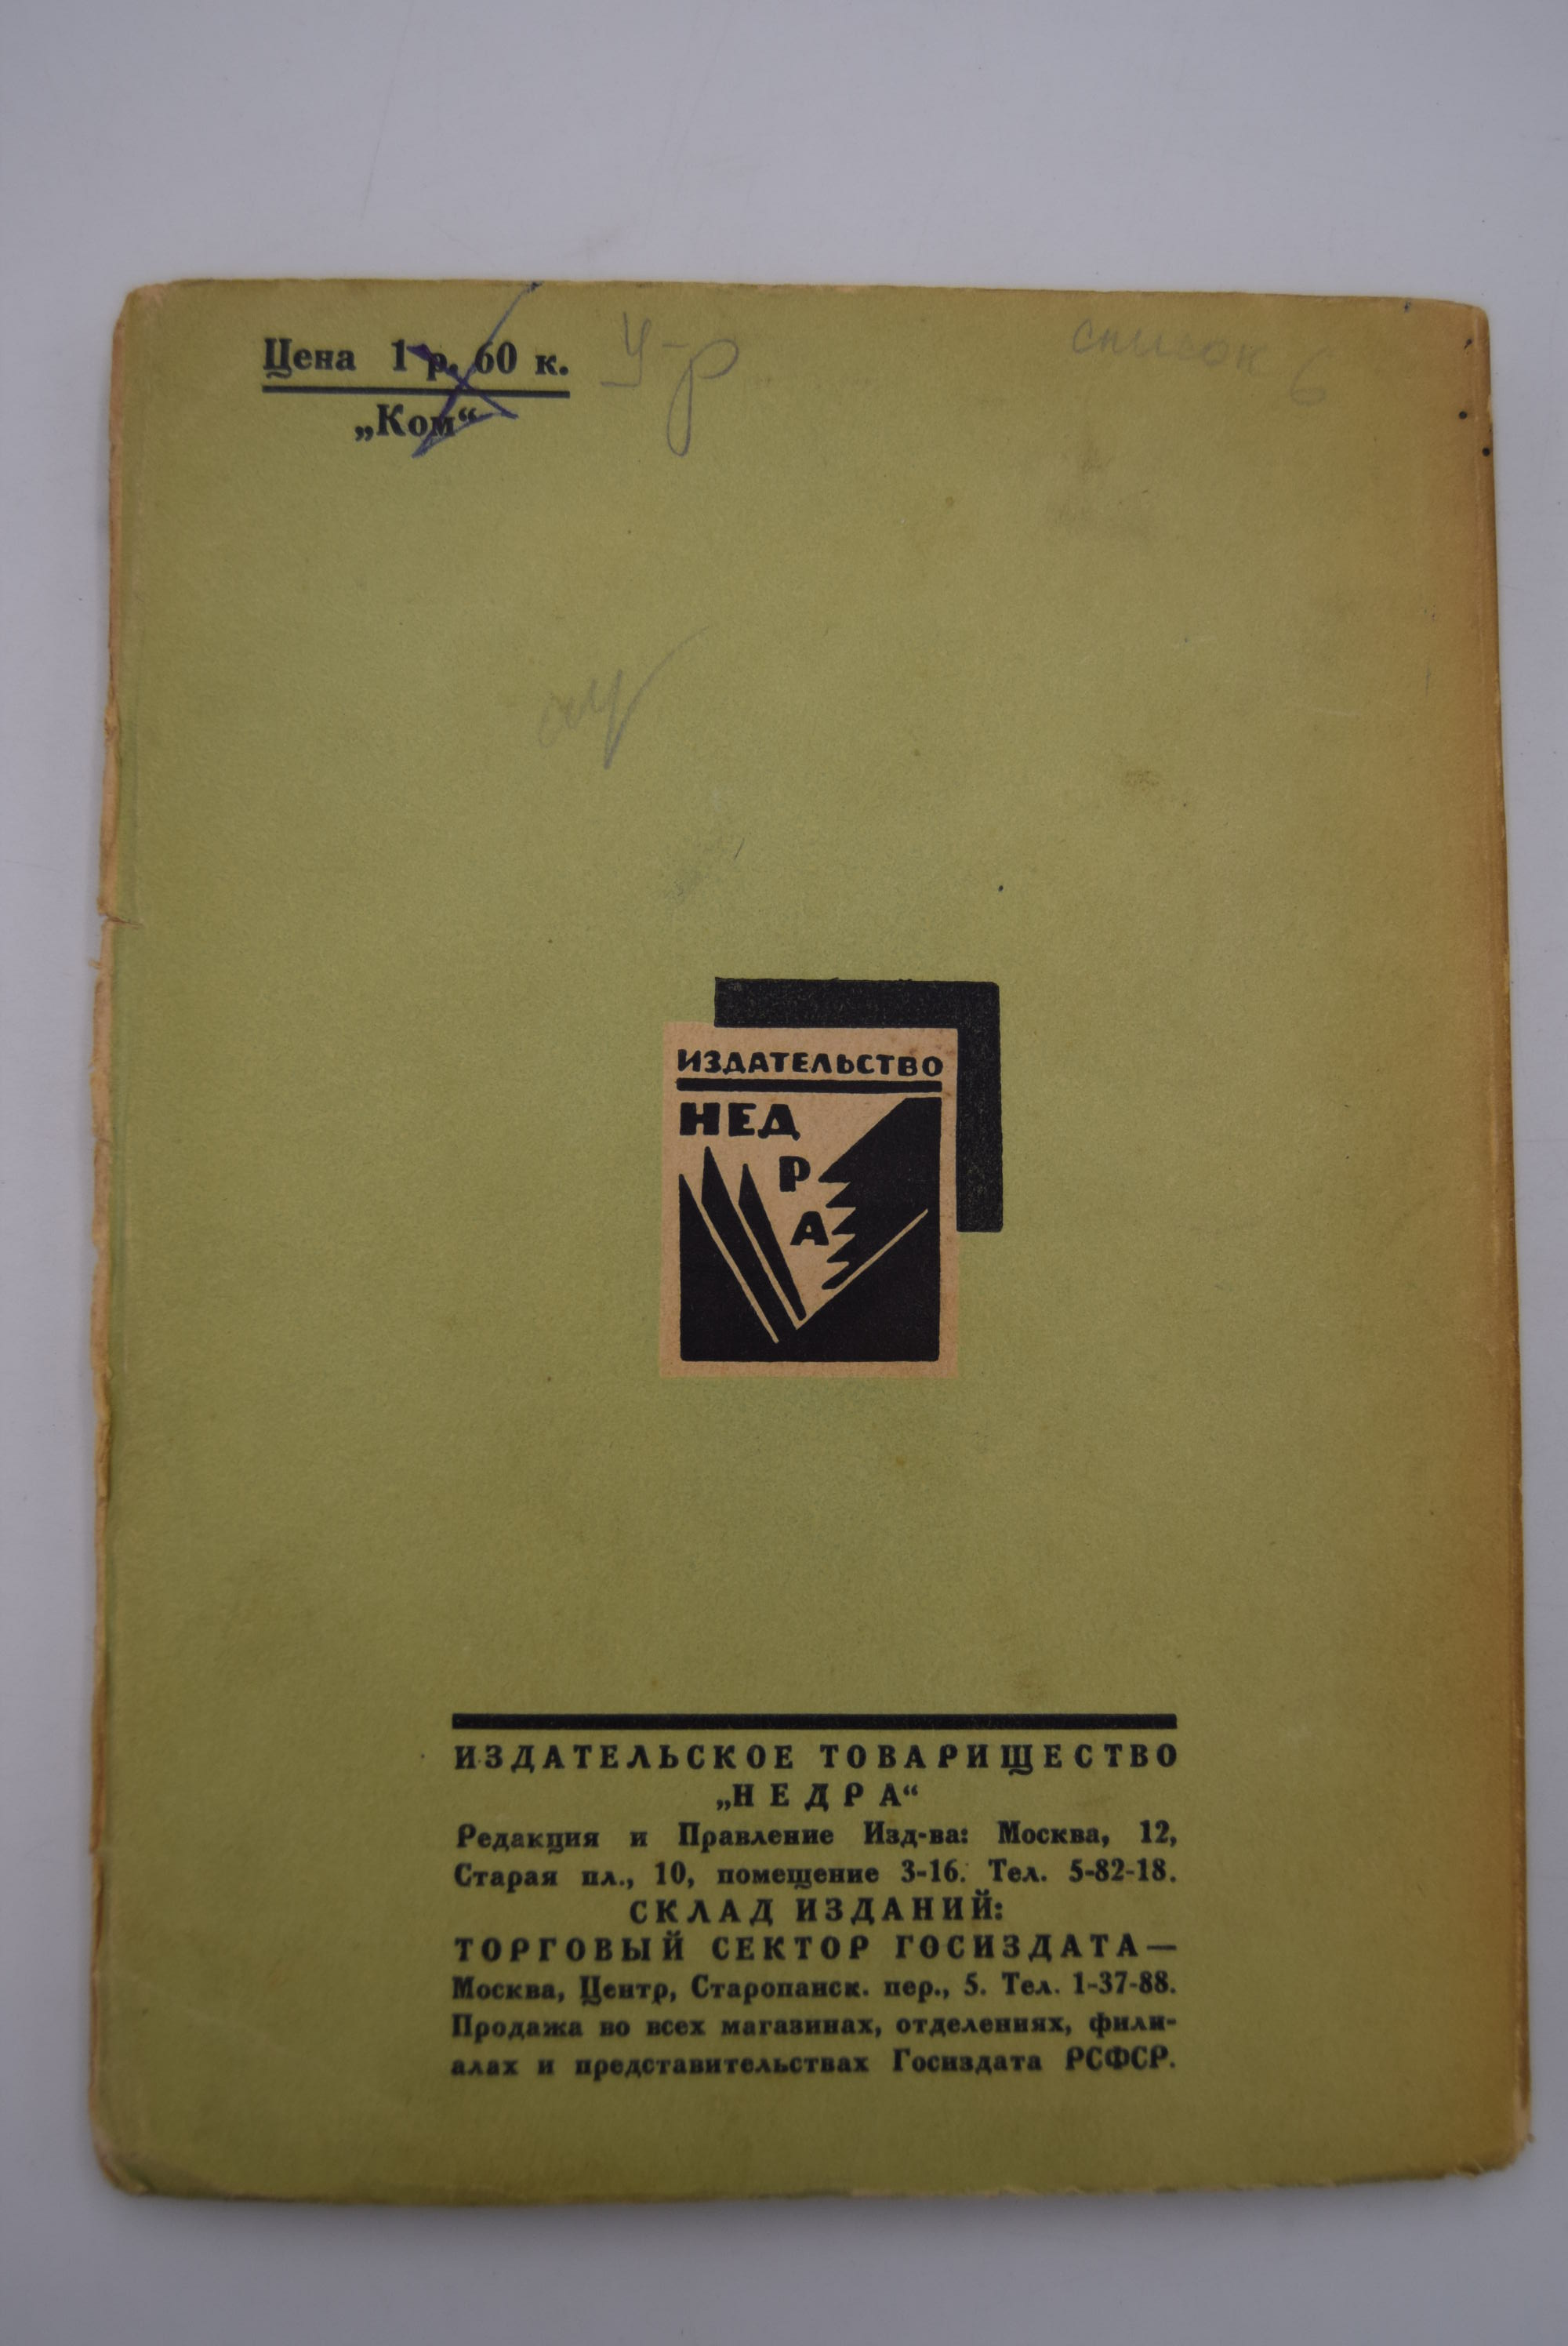 Цена 1 р. 60 к.
„Ком“
У-р
список 6
ИЗДАТЕЛЬСТВО
НЕД
Р
А
ИЗДАТЕЛЬСКОЕ ТОВАРИЩЕСТВО
„НЕДРА“
Редакция и Правление Изд-ва: Москва, 12,
Старая пл., 10, помещение 3-16. Тел. 5-82-18.
СКЛАД ИЗДАНИЙ:
ТОРГОВЫЙ СЕКТОР ГОСИЗДАТА—
Москва, Центр, Старопанск. пер., 5. Тел. 1-37-88.
Продажа во всех магазинах, отделениях, фили-
алах и представительствах Госиздата РСФСР.